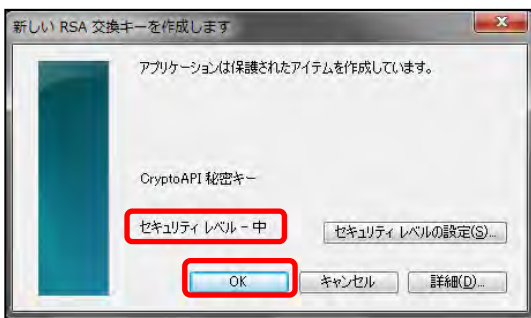 新しい RSA 交換キーを作成します
アプリケーションは保護されたアイテムを作成しています。
CryptoAPI 秘密キー
セキュリティ レベル - 中
セキュリティ レベルの設定(S)...
OK
キャンセル
詳細(D)...